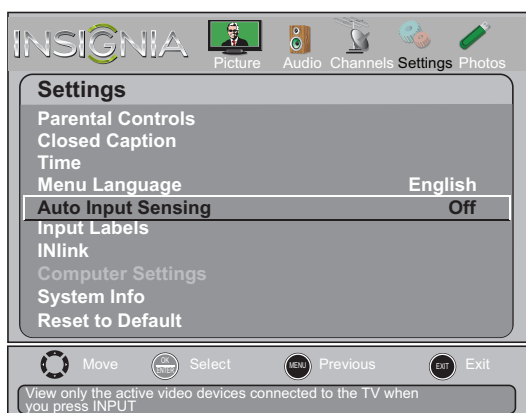 INSIGNIA
Picture Audio Channels Settings Photos
Settings
Parental Controls
Closed Caption
Time
Menu Language English
Auto Input Sensing Off
Input Labels
INlink
Computer Settings
System Info
Reset to Default
Move OK ENTER Select MENU Previous EXIT Exit
View only the active video devices connected to the TV when
you press INPUT